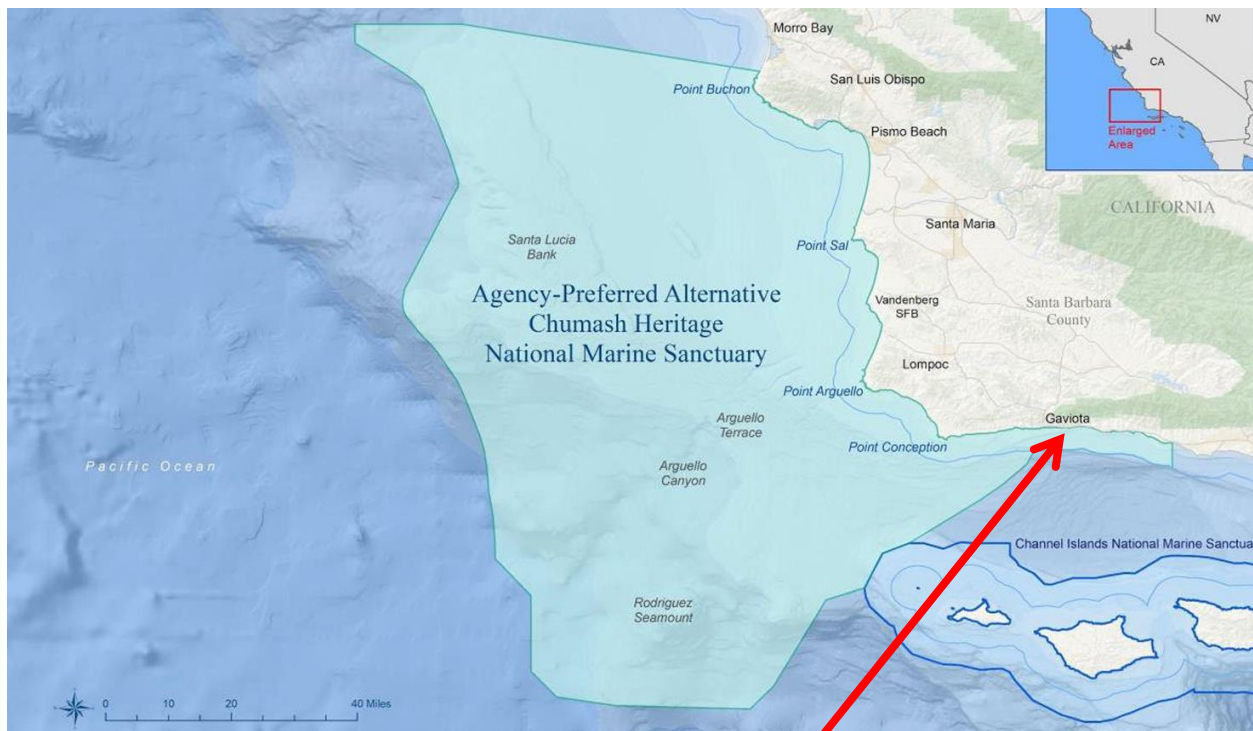 Morro Bay
San Luis Obispo
Point Buchon
Pismo Beach
NV
CA
Enlarged
Area
CALIFORNIA
Santa Maria
Point Sal
Santa Lucia
Bank
Agency-Preferred Alternative
Chumash Heritage
National Marine Sanctuary
Vandenberg
SFB
Santa Barbara
County
Lompoc
Point Arguello
Gaviota
Arguello
Terrace
Point Conception
Pacific Ocean
Arguello
Canyon
Channel Islands National Marine Sanctua
Rodriguez
Seamount
0 10 20 40 Miles